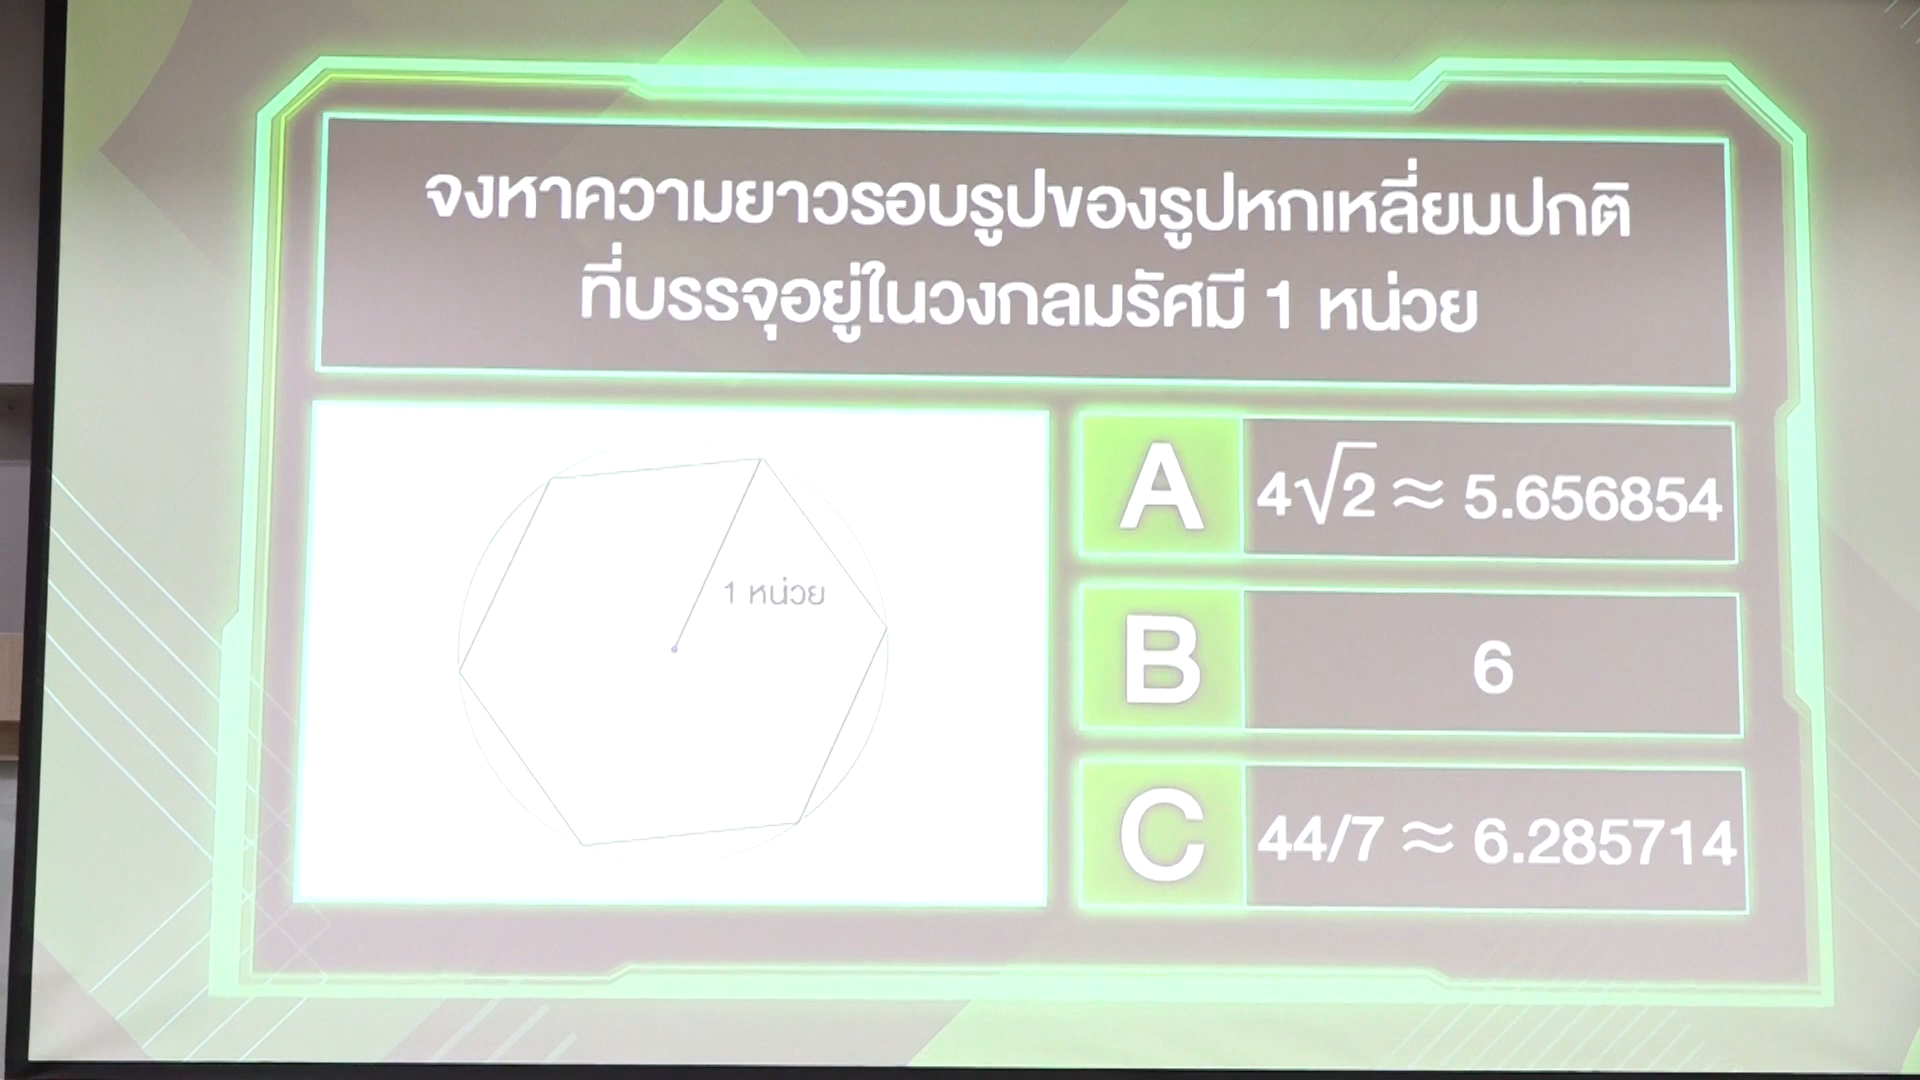 จงหาความยาวรอบรูปของรูปหกเหลี่ยมปกติ
ที่บรรจุอยู่ในวงกลมรัศมี 1 หน่วย
1 หน่วย
A 4√2 ≈ 5.656854
B 6
C 44/7 ≈ 6.285714